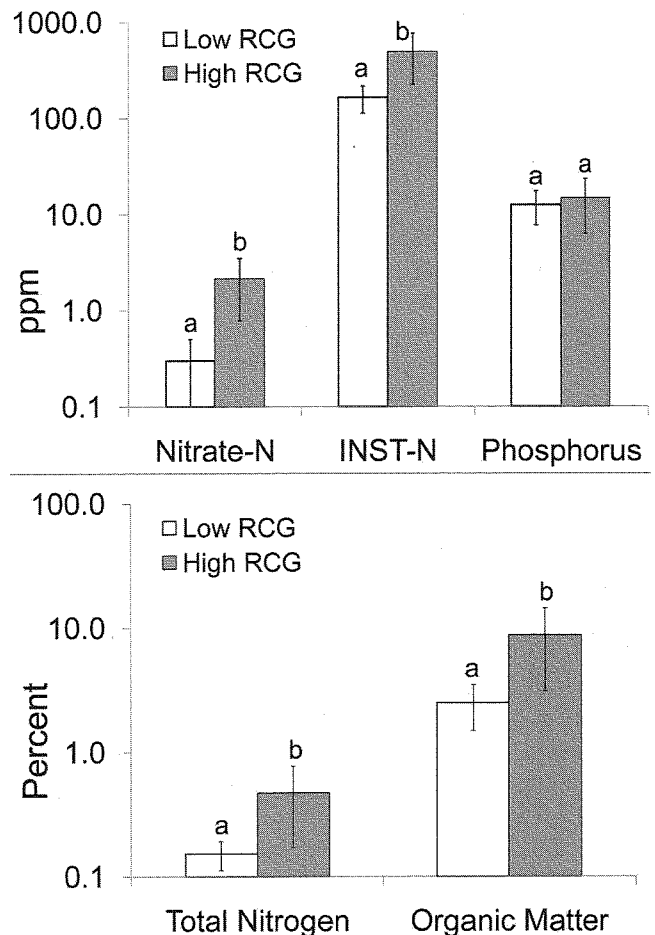 1000.0
100.0
10.0
1.0
0.1
ppm
Low RCG
High RCG
a
b
a
b
a
a
Nitrate-N INST-N Phosphorus
100.0
10.0
1.0
0.1
Percent
Low RCG
High RCG
a
b
a
b
Total Nitrogen Organic Matter